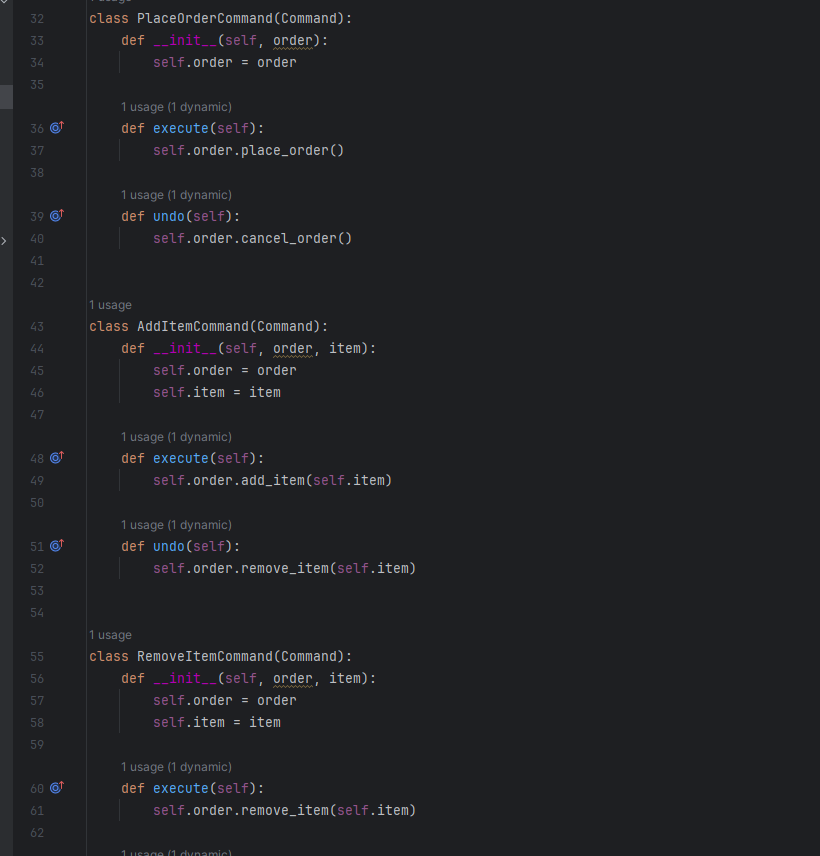 32 class PlaceOrderCommand(Command):
33 def __init__(self, order):
34 self.order = order
35
1 usage (1 dynamic)
36 def execute(self):
37 self.order.place_order()
38
1 usage (1 dynamic)
39 def undo(self):
40 self.order.cancel_order()
41
42
1 usage
43 class AddItemCommand(Command):
44 def __init__(self, order, item):
45 self.order = order
46 self.item = item
47
1 usage (1 dynamic)
48 def execute(self):
49 self.order.add_item(self.item)
50
1 usage (1 dynamic)
51 def undo(self):
52 self.order.remove_item(self.item)
53
54
1 usage
55 class RemoveItemCommand(Command):
56 def __init__(self, order, item):
57 self.order = order
58 self.item = item
59
1 usage (1 dynamic)
60 def execute(self):
61 self.order.remove_item(self.item)
62
1 usage (1 dynamic)